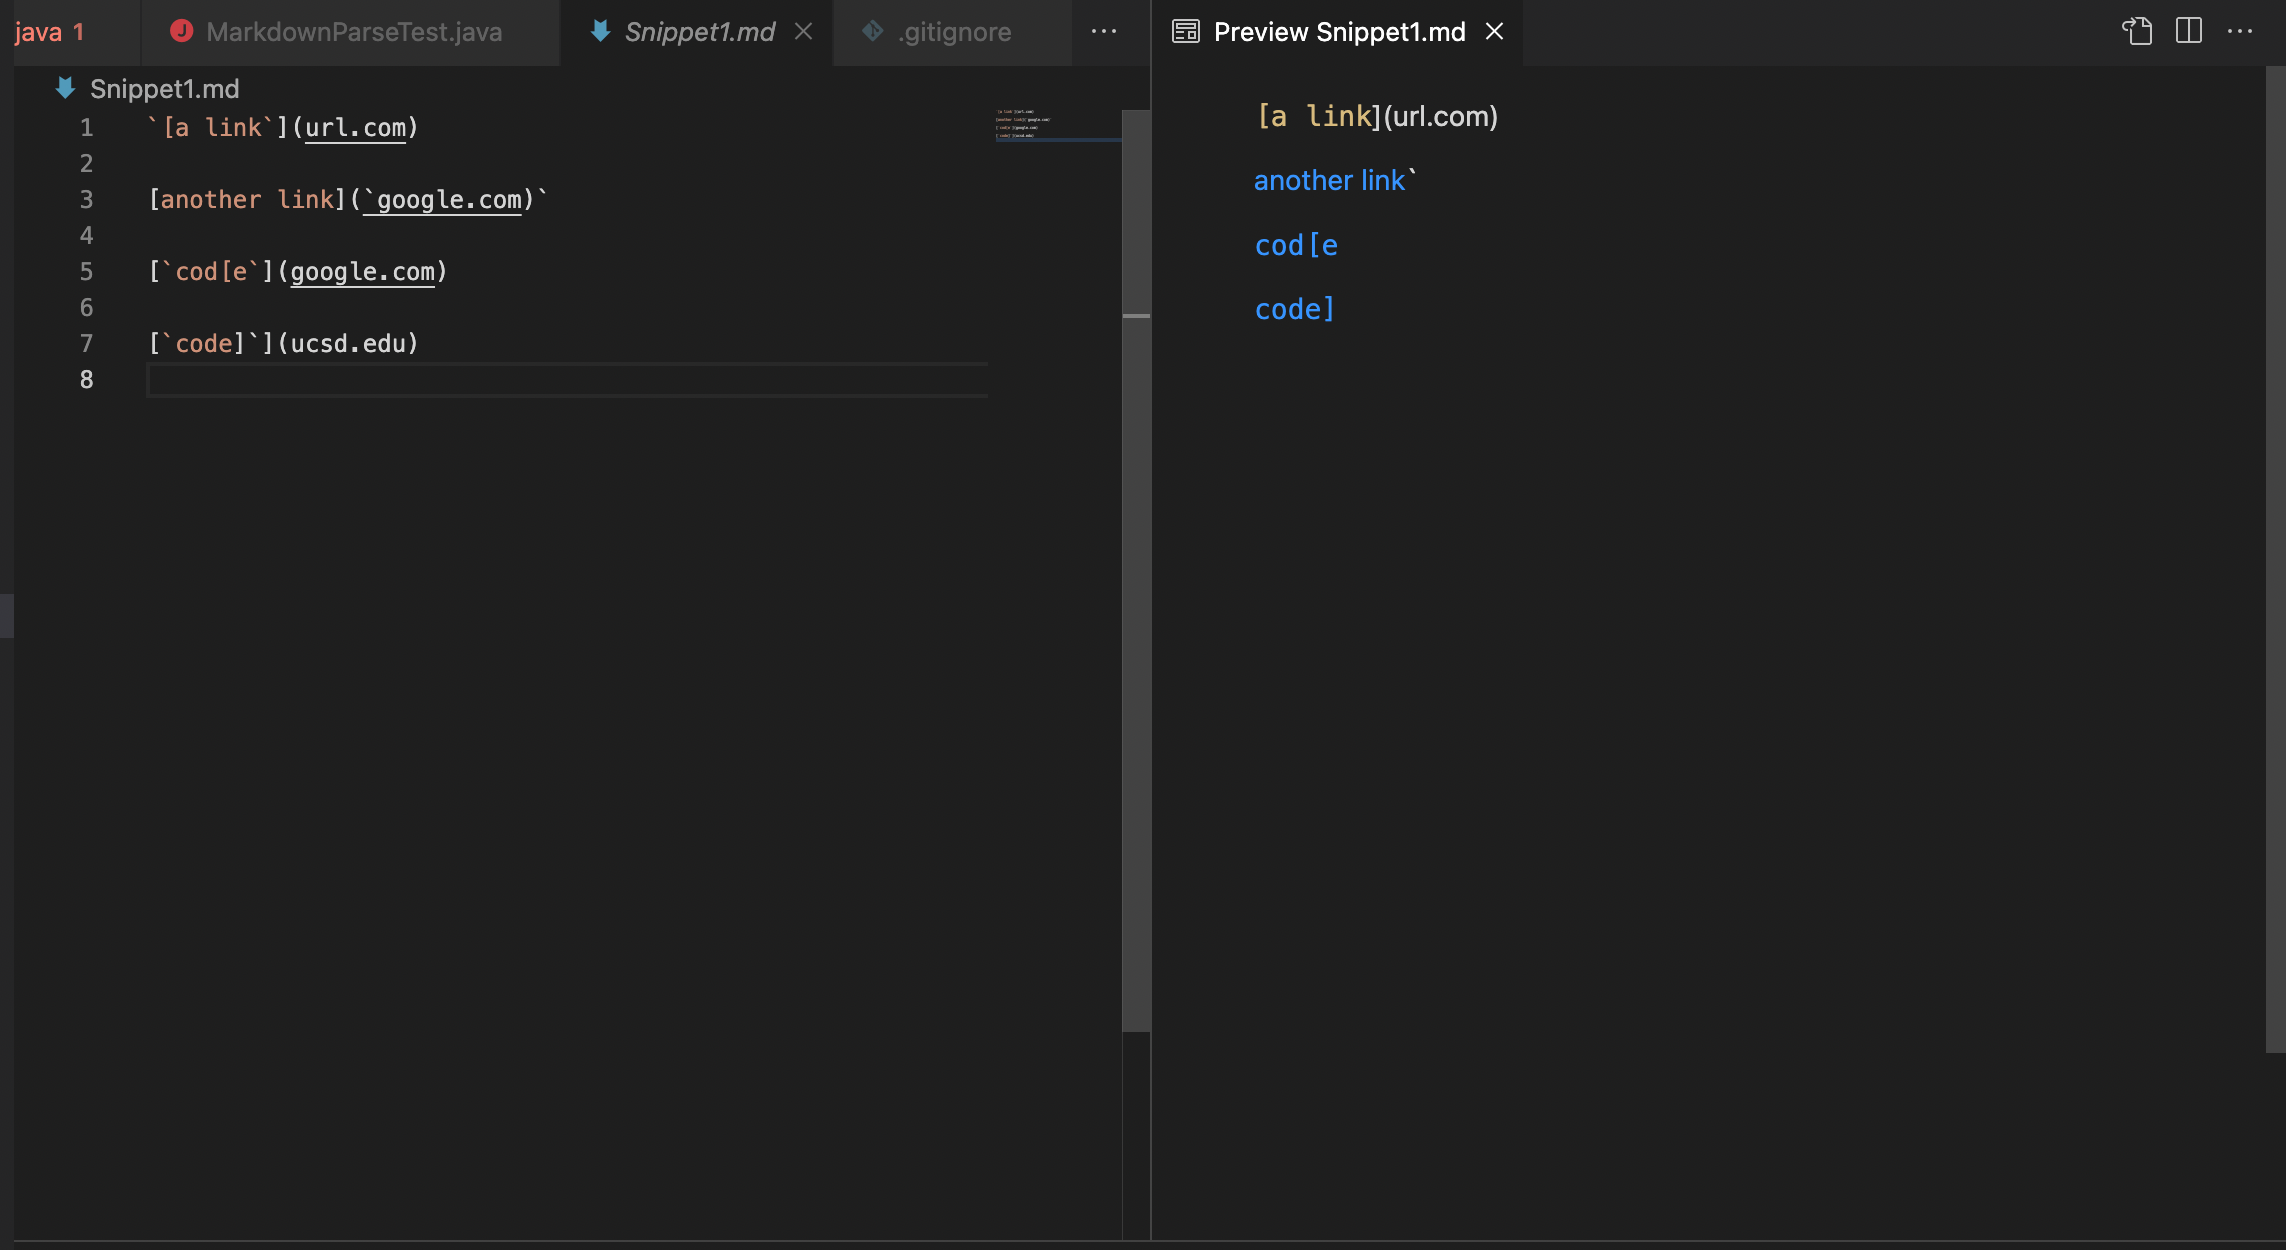 java 1
MarkdownParseTest.java
Snippet1.md
.gitignore
Preview Snippet1.md
Snippet1.md
1 `[a link`](url.com)
2
3 [another link](`google.com)`
4
5 [`cod[e`](google.com)
6
7 [`code]`](ucsd.edu)
8
[a link](url.com)
another link`
cod[e
code]